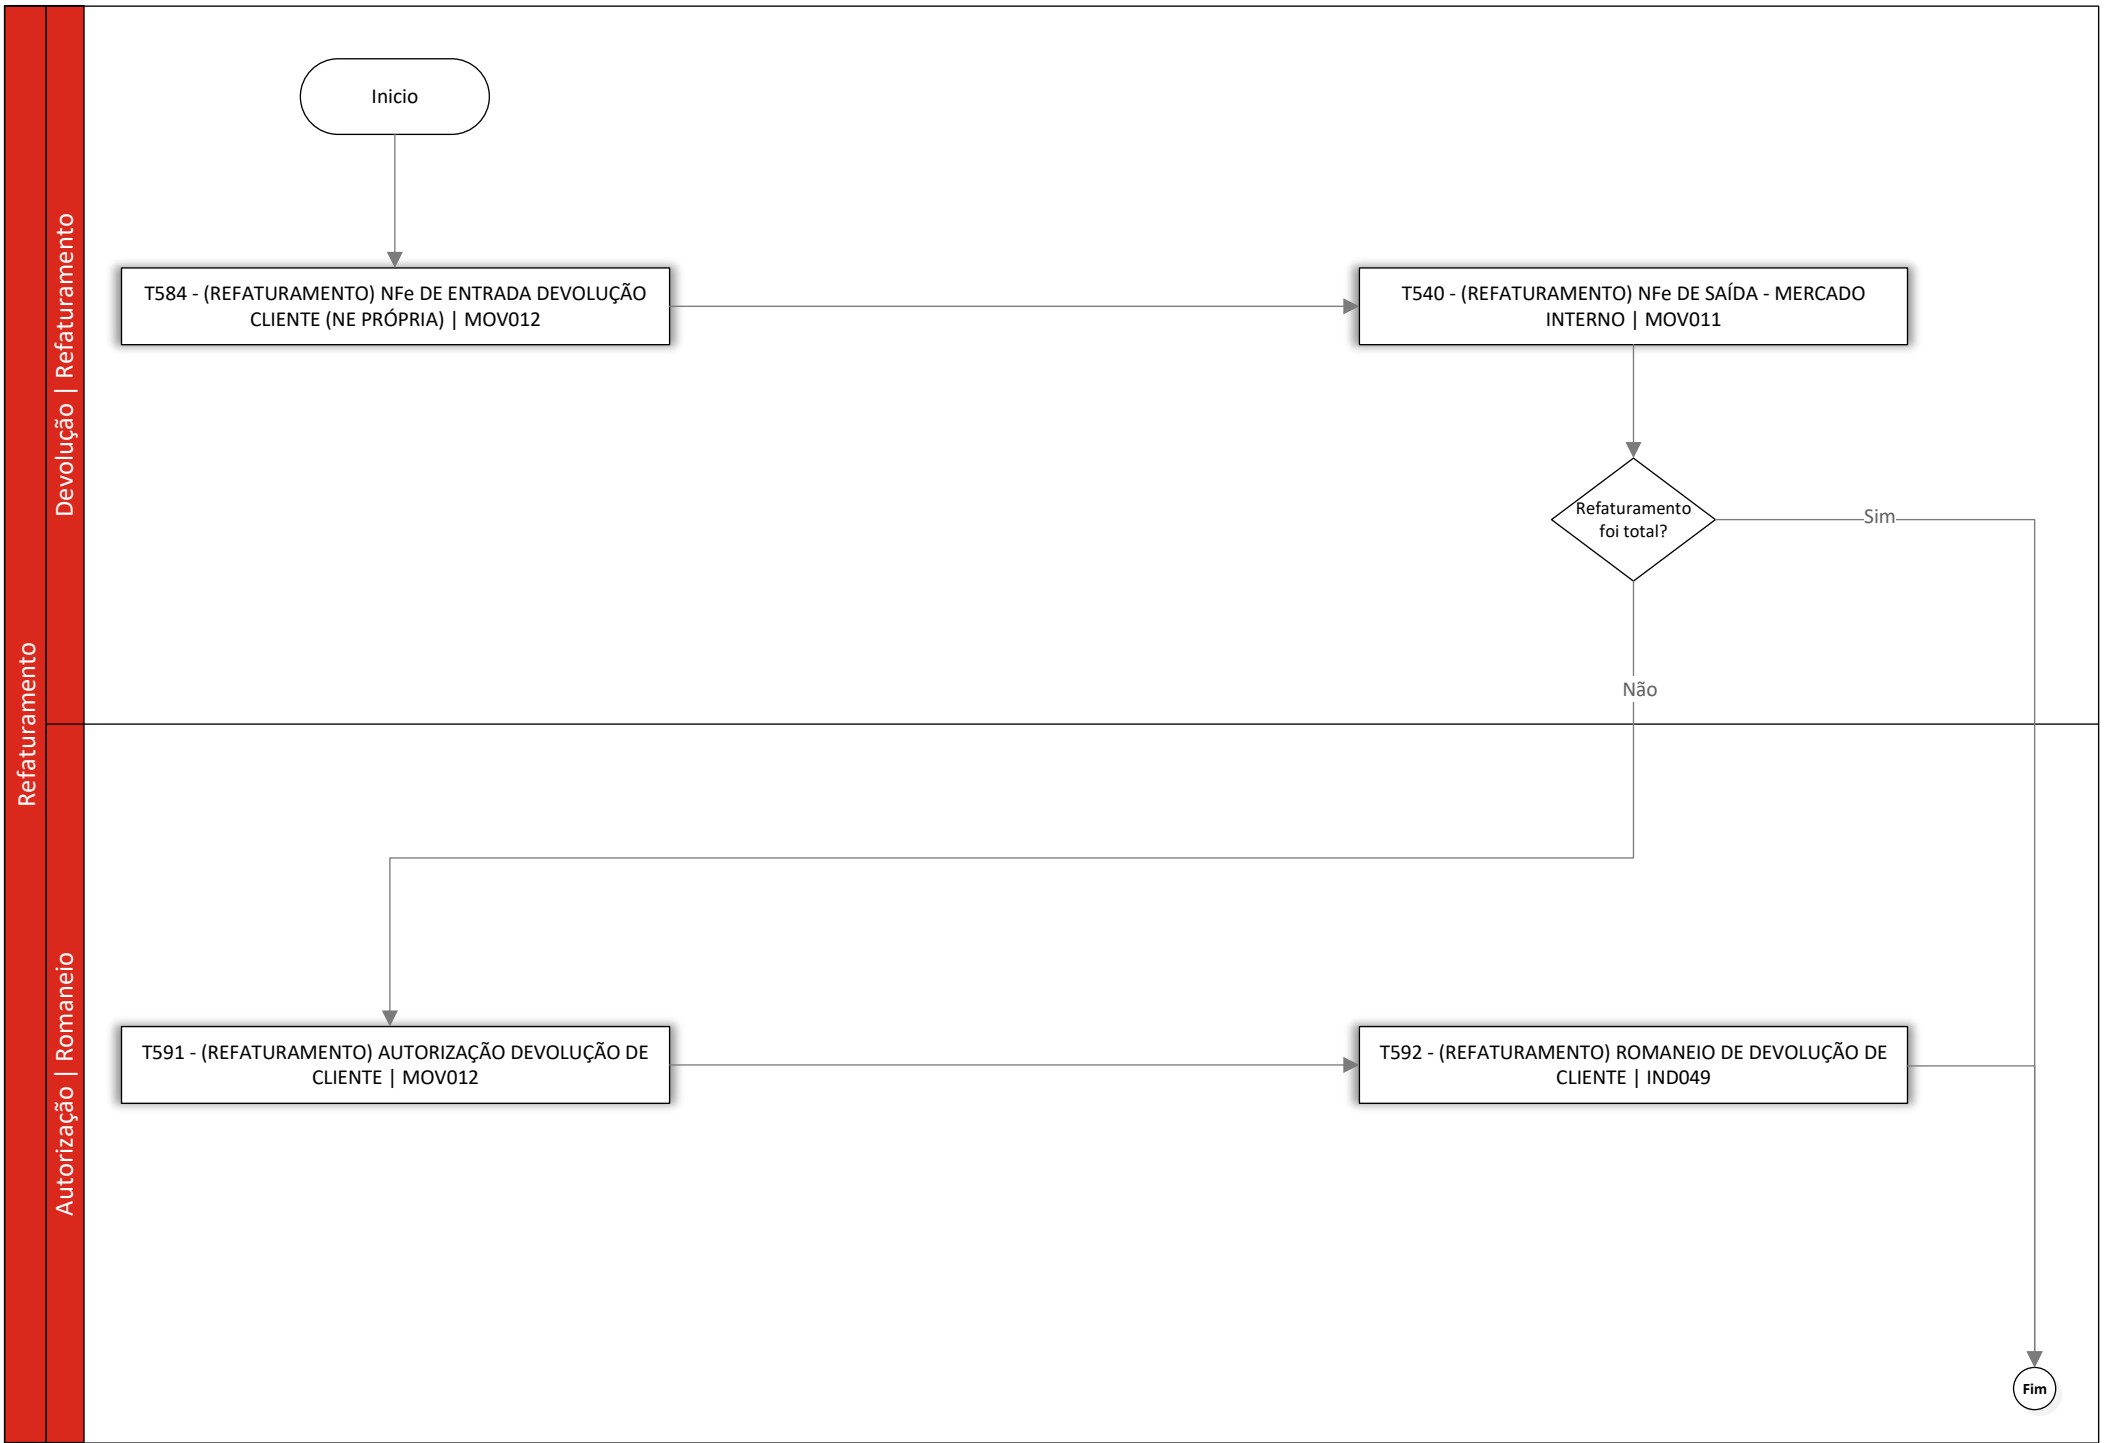 Refaturamento
Devolução | Refaturamento
Inicio
T584 - (REFATURAMENTO) NFe DE ENTRADA DEVOLUÇÃO
CLIENTE (NE PRÓPRIA) | MOV012
T540 - (REFATURAMENTO) NFe DE SAÍDA - MERCADO
INTERNO | MOV011
Refaturamento
foi total?
Sim
Não
Autorização | Romaneio
T591 - (REFATURAMENTO) AUTORIZAÇÃO DEVOLUÇÃO DE
CLIENTE | MOV012
T592 - (REFATURAMENTO) ROMANEIO DE DEVOLUÇÃO DE
CLIENTE | IND049
Fim